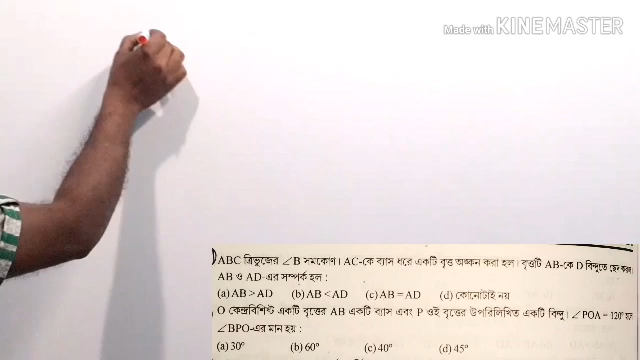 Made with KINEMASTER
ABC ত্রিভুজের ∠B সমকোণ। AC-কে ব্যাস ধরে একটি বৃত্ত অঙ্কন করা হল। বৃত্তটি AB-কে D বিন্দুতে ছেদ করল।
AB ও AD-এর সম্পর্ক হল :
(a) AB > AD (b) AB < AD (c) AB = AD (d) কোনোটাই নয়
O কেন্দ্রবিশিষ্ট একটি বৃত্তের AB একটি ব্যাস এবং P ওই বৃত্তের উপরিলিখিত একটি বিন্দু। ∠POA = 120° হলে
∠BPO-এর মান হয় :
(a) 30° (b) 60° (c) 40° (d) 45°